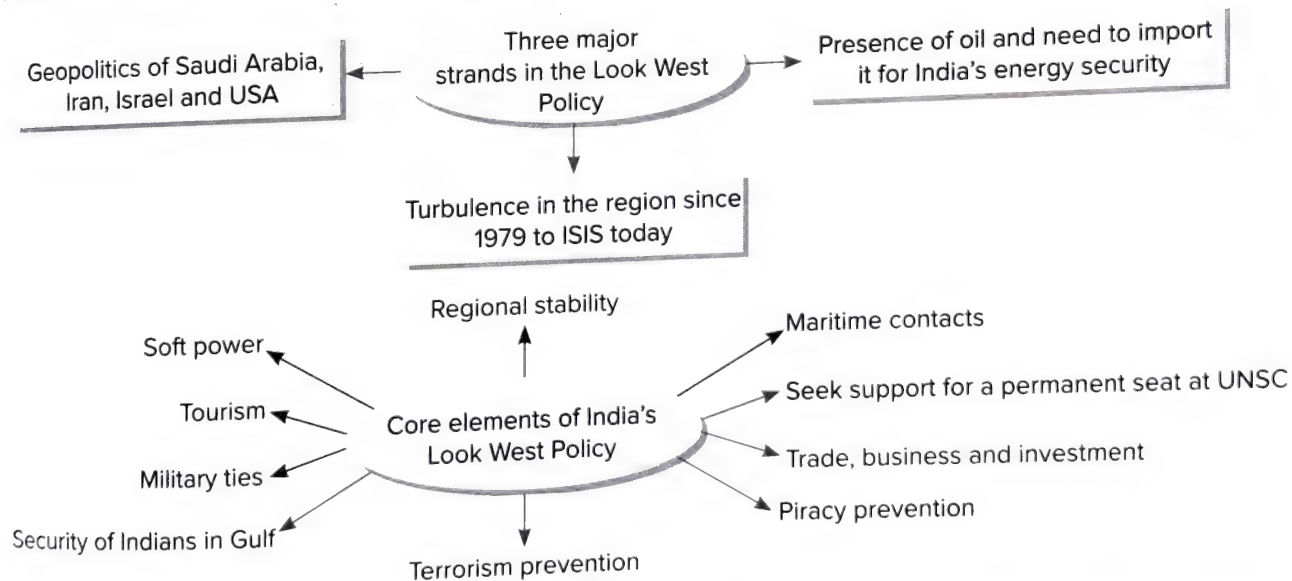 Three major
strands in the Look West
Policy
Geopolitics of Saudi Arabia,
Iran, Israel and USA
Presence of oil and need to import
it for India's energy security
Turbulence in the region since
1979 to ISIS today
Core elements of India's
Look West Policy
Regional stability
Soft power
Tourism
Military ties
Security of Indians in Gulf
Terrorism prevention
Maritime contacts
Seek support for a permanent seat at UNSC
Trade, business and investment
Piracy prevention